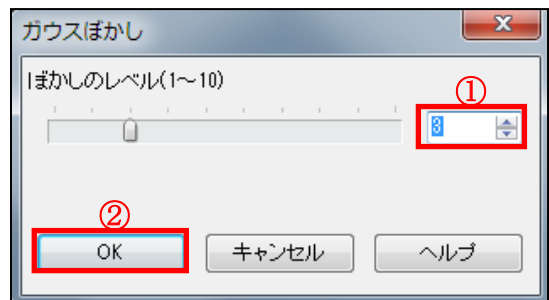 ガウスぼかし
ぼかしのレベル(1～10)
①
3
②
OK
キャンセル
ヘルプ